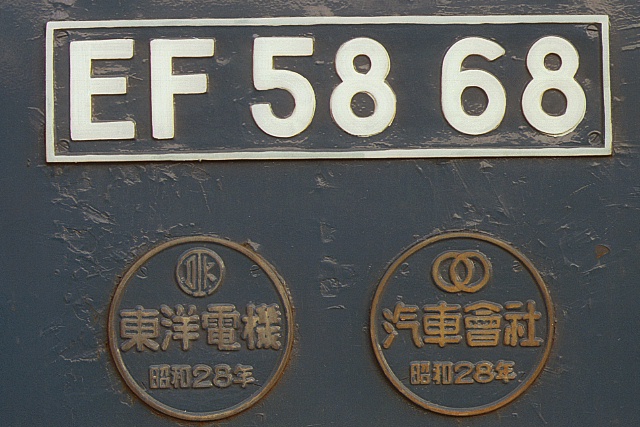 EF 58 68
東洋電機
昭和28年
汽車會社
昭和28年